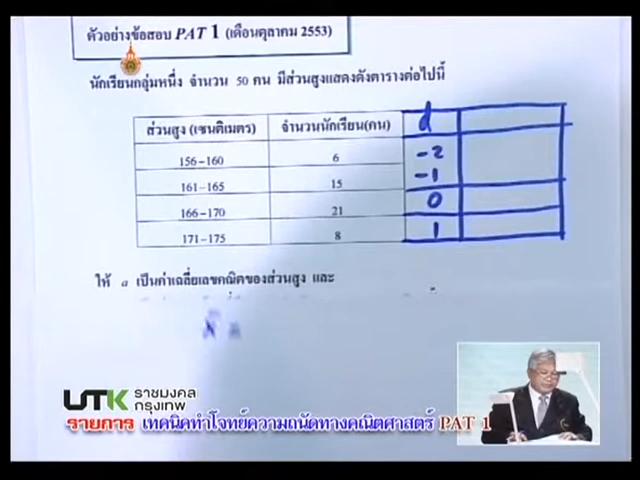 ตัวอย่างข้อสอบ PAT 1 (เดือนตุลาคม 2553)
นักเรียนกลุ่มหนึ่ง จำนวน 50 คน มีส่วนสูงแสดงดังตารางต่อไปนี้
ส่วนสูง (เซนติเมตร) จำนวนนักเรียน(คน) d
156-160 6 -2
161-165 15 -1
166-170 21 0
171-175 8 1
ให้ a เป็นค่าเฉลี่ยเลขคณิตของส่วนสูง และ
UTK ราชมงคล
กรุงเทพ
รายการ เทคนิคทำโจทย์ความถนัดทางคณิตศาสตร์ PAT 1